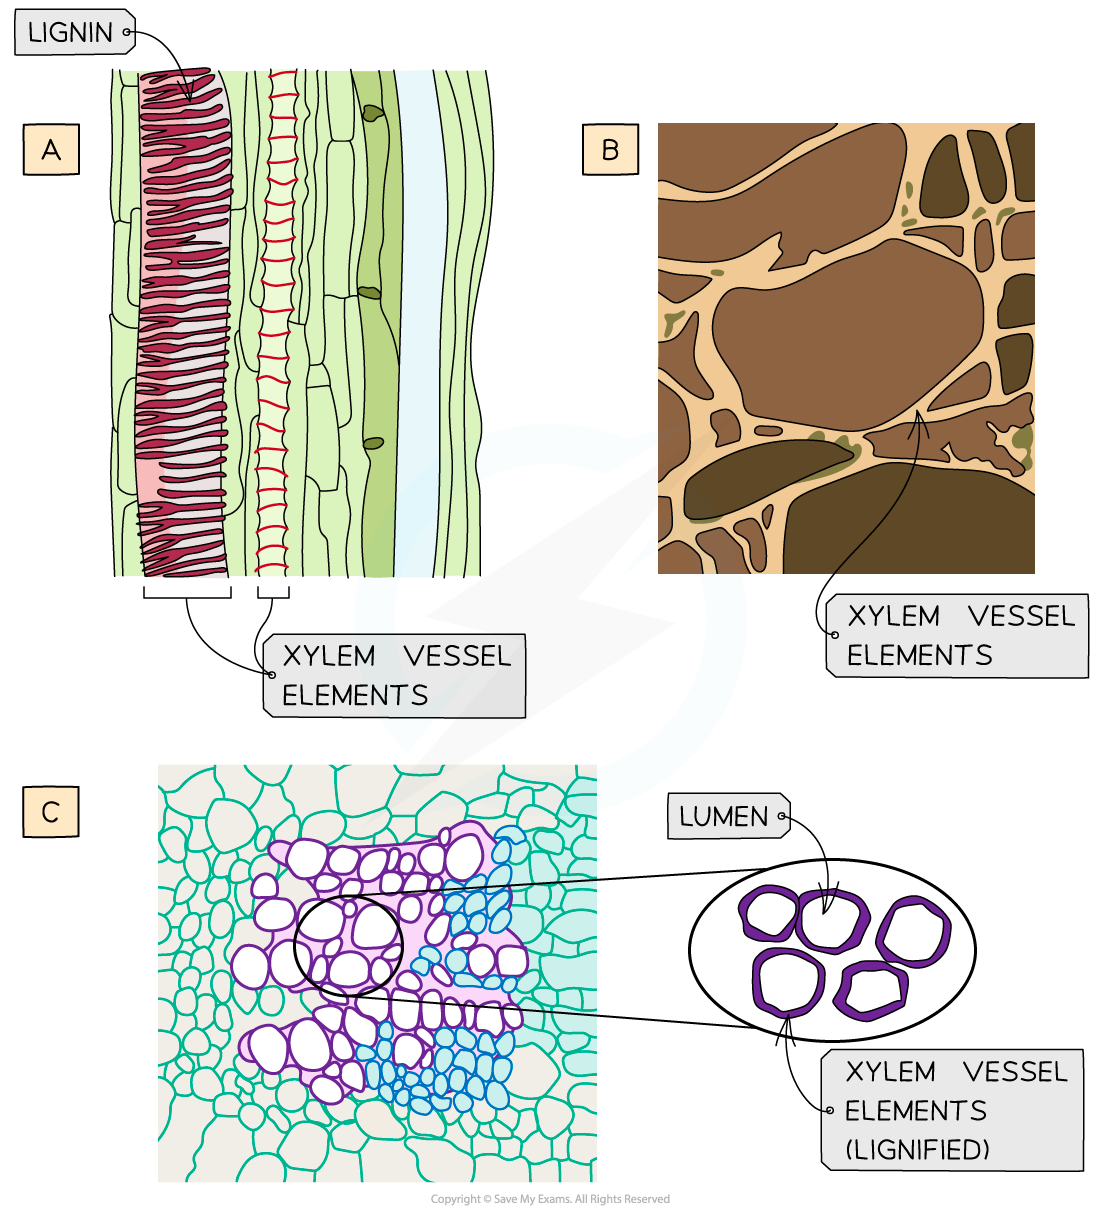 LIGNIN
A
B
XYLEM VESSEL
ELEMENTS
XYLEM VESSEL
ELEMENTS
C
LUMEN
XYLEM VESSEL
ELEMENTS
(LIGNIFIED)
Copyright © Save My Exams. All Rights Reserved